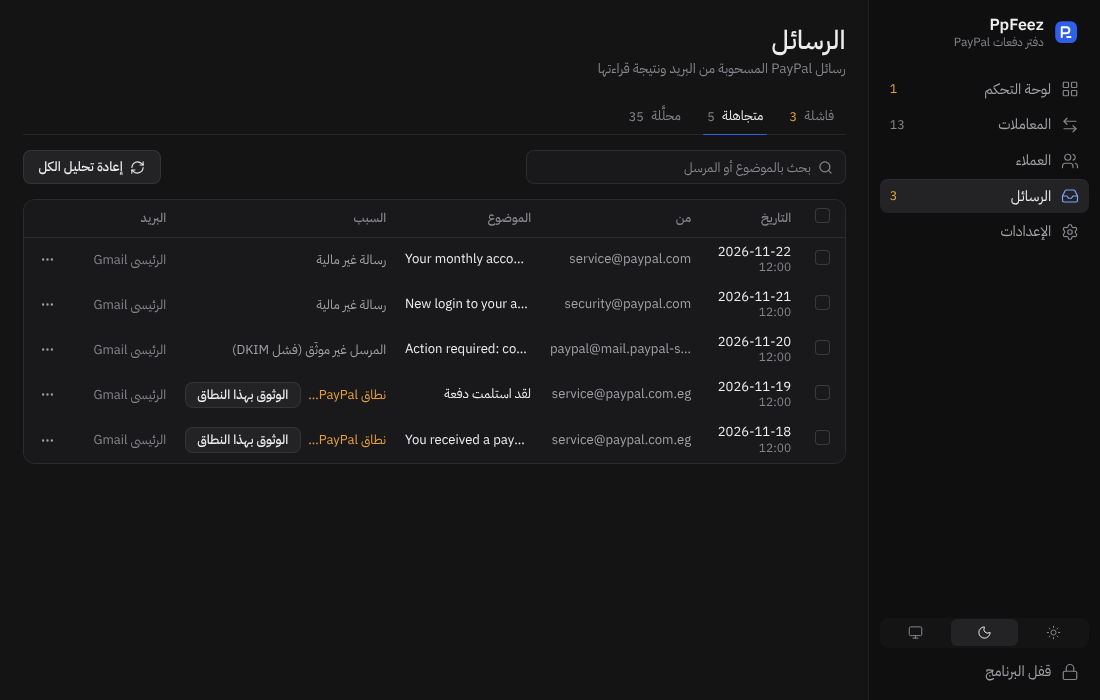 PpFeez
دفتر دفعات PayPal
لوحة التحكم 1
المعاملات 13
العملاء
الرسائل 3
الإعدادات
قفل البرنامج
الرسائل
رسائل PayPal المسحوبة من البريد ونتيجة قراءتها
فاشلة 3 متجاهلة 5 محلَّلة 35
بحث بالموضوع أو المرسل
إعادة تحليل الكل
التاريخ من الموضوع السبب البريد
2026-11-22 service@paypal.com Your monthly acco... رسالة غير مالية Gmail الرئيسي
12:00
2026-11-21 security@paypal.com New login to your a... رسالة غير مالية Gmail الرئيسي
12:00
2026-11-20 paypal@mail.paypal-s... Action required: co... المرسل غير موثَّق (فشل DKIM) Gmail الرئيسي
12:00
2026-11-19 service@paypal.com.eg لقد استلمت دفعة نطاق PayPal... الوثوق بهذا النطاق Gmail الرئيسي
12:00
2026-11-18 service@paypal.com.eg You received a pay... نطاق PayPal... الوثوق بهذا النطاق Gmail الرئيسي
12:00